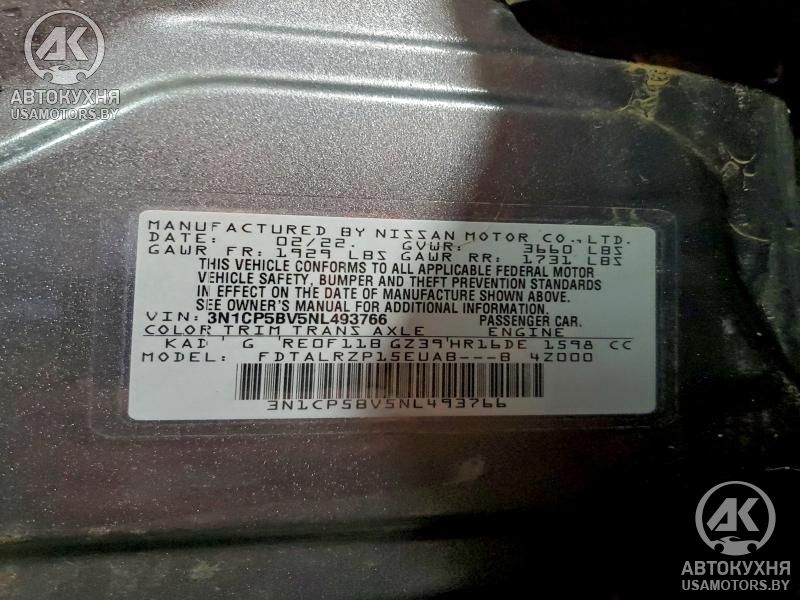 АК
АВТОКУХНЯ
USAMOTORS.BY
MANUFACTURED BY NISSAN MOTOR CO., LTD.
DATE: 02/22. GVWR: 3660 LBS
GAWR FR: 1929 LBS GAWR RR: 1731 LBS
THIS VEHICLE CONFORMS TO ALL APPLICABLE FEDERAL MOTOR
VEHICLE SAFETY, BUMPER AND THEFT PREVENTION STANDARDS
IN EFFECT ON THE DATE OF MANUFACTURE SHOWN ABOVE.
SEE OWNER'S MANUAL FOR ADDITIONAL INFORMATION.
VIN: 3N1CP5BV5NL493766 PASSENGER CAR.
COLOR TRIM TRANS AXLE ENGINE
KAD ' G 'RE0F11B GZ39'HR16DE 1598 CC
MODEL: FDTALRZP15EUAB---B 4Z000
3N1CP5BV5NL493766
АК
АВТОКУХНЯ
USAMOTORS.BY